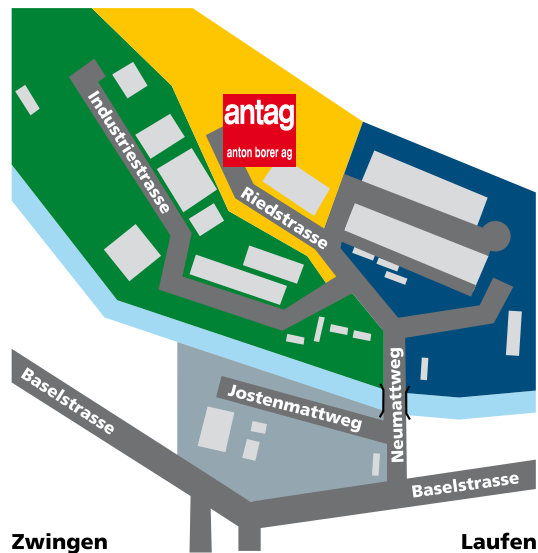 antag
anton borer ag
Industriestrasse
Riedstrasse
Neumattweg
Jostenmattweg
Baselstrasse
Baselstrasse
Zwingen
Laufen